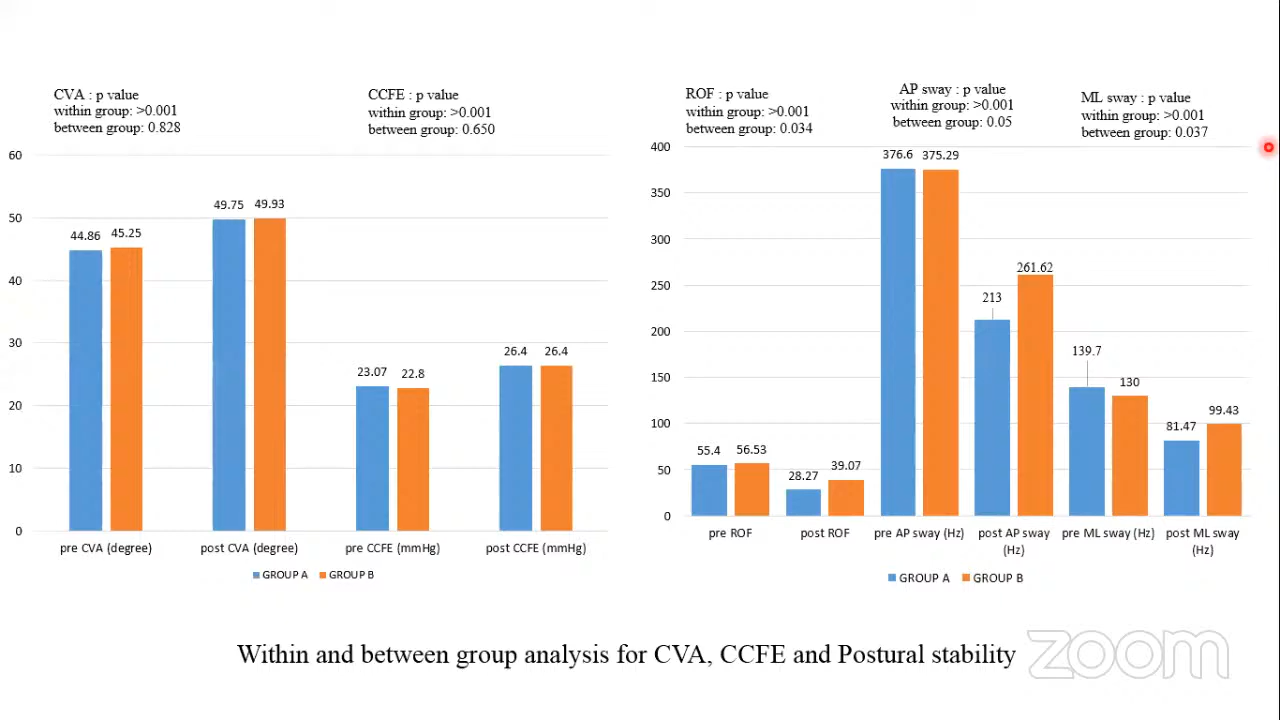 CVA : p value
within group: >0.001
between group: 0.828
CCFE : p value
within group: >0.001
between group: 0.650
60
50
40
30
20
10
0
44.86
45.25
49.75
49.93
23.07
22.8
26.4
26.4
pre CVA (degree)
post CVA (degree)
pre CCFE (mmHg)
post CCFE (mmHg)
GROUP A
GROUP B
ROF : p value
within group: >0.001
between group: 0.034
AP sway : p value
within group: >0.001
between group: 0.05
ML sway : p value
within group: >0.001
between group: 0.037
400
350
300
250
200
150
100
50
0
55.4
56.53
28.27
39.07
376.6
375.29
213
261.62
139.7
130
81.47
99.43
pre ROF
post ROF
pre AP sway (Hz)
post AP sway
(Hz)
pre ML sway (Hz)
post ML sway
(Hz)
GROUP A
GROUP B
Within and between group analysis for CVA, CCFE and Postural stability
zoom